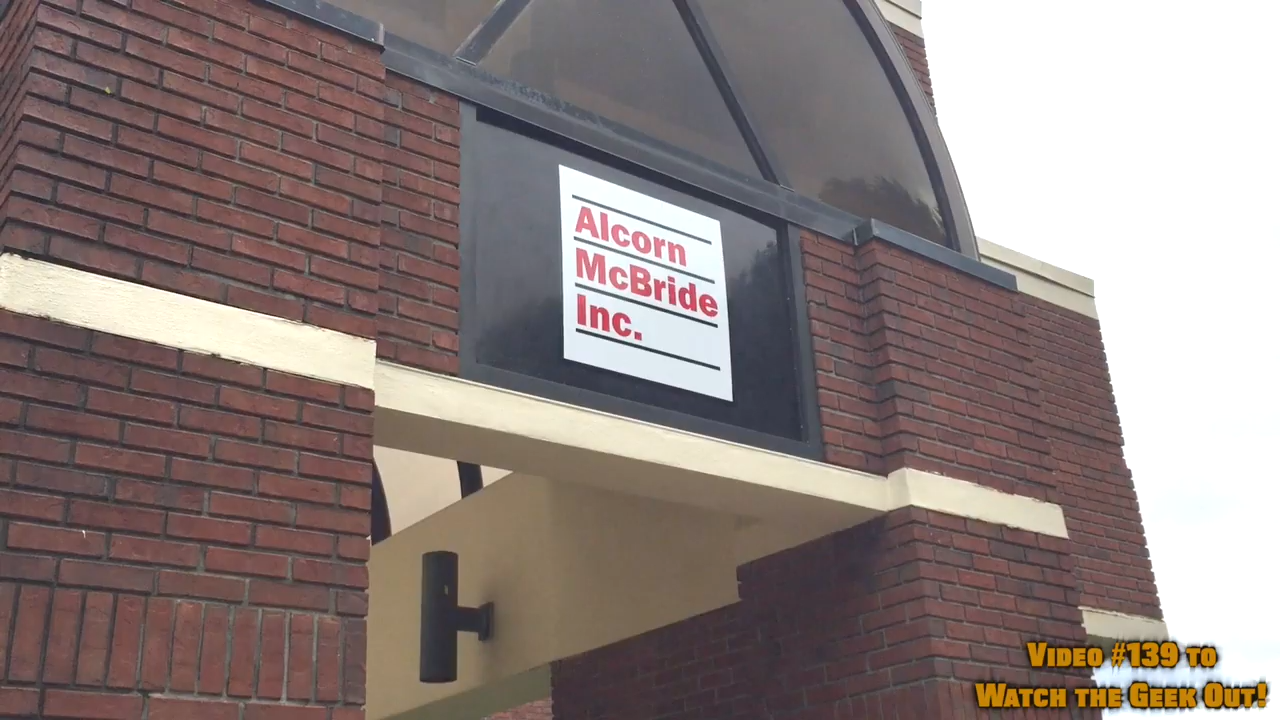 Alcorn
McBride
Inc.
Video #139 to
Watch the Geek Out!